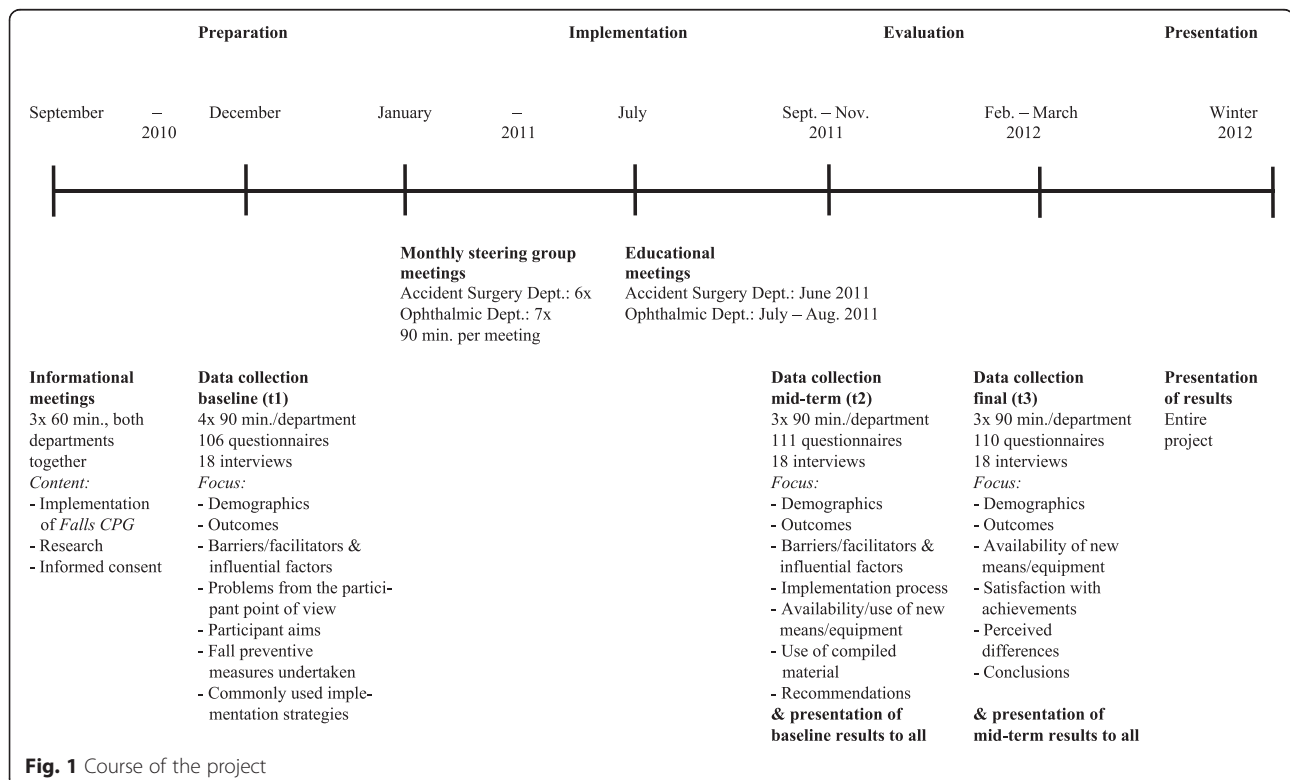 Preparation Implementation Evaluation Presentation
September – December January – July Sept. – Nov. Feb. – March Winter
2010 2011 2011 2012 2012
Monthly steering group
meetings
Accident Surgery Dept.: 6x
Ophthalmic Dept.: 7x
90 min. per meeting
Educational
meetings
Accident Surgery Dept.: June 2011
Ophthalmic Dept.: July – Aug. 2011
Informational
meetings
3x 60 min., both
departments
together
Content:
- Implementation
of Falls CPG
- Research
- Informed consent
Data collection
baseline (t1)
4x 90 min./department
106 questionnaires
18 interviews
Focus:
- Demographics
- Outcomes
- Barriers/facilitators &
influential factors
- Problems from the partici-
pant point of view
- Participant aims
- Fall preventive
measures undertaken
- Commonly used imple-
mentation strategies
Data collection
mid-term (t2)
3x 90 min./department
111 questionnaires
18 interviews
Focus:
- Demographics
- Outcomes
- Barriers/facilitators &
influential factors
- Implementation process
- Availability/use of new
means/equipment
- Use of compiled
material
- Recommendations
& presentation of
baseline results to all
Data collection
final (t3)
3x 90 min./department
110 questionnaires
18 interviews
Focus:
- Demographics
- Outcomes
- Availability of new
means/equipment
- Satisfaction with
achievements
- Perceived
differences
- Conclusions
& presentation of
mid-term results to all
Presentation
of results
Entire
project
Fig. 1 Course of the project